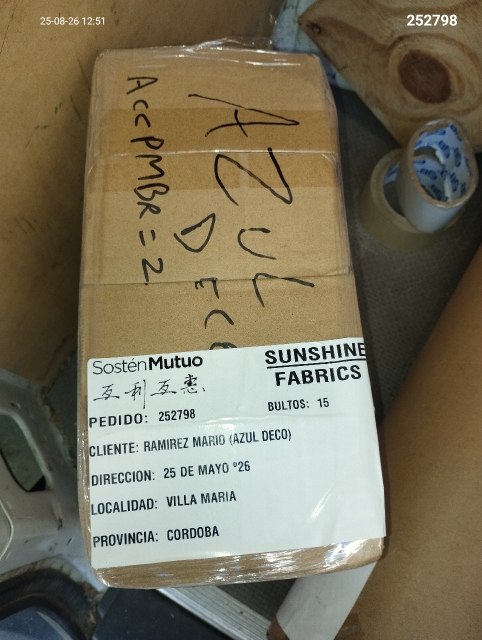 25-08-26 12:51
252798
AZUL
DECO
AccPMBR=2
SosténMutuo
互利互惠.
SUNSHINE
FABRICS
PEDIDO: 252798
BULTOS: 15
CLIENTE: RAMIREZ MARIO (AZUL DECO)
DIRECCION: 25 DE MAYO º26
LOCALIDAD: VILLA MARIA
PROVINCIA: CORDOBA